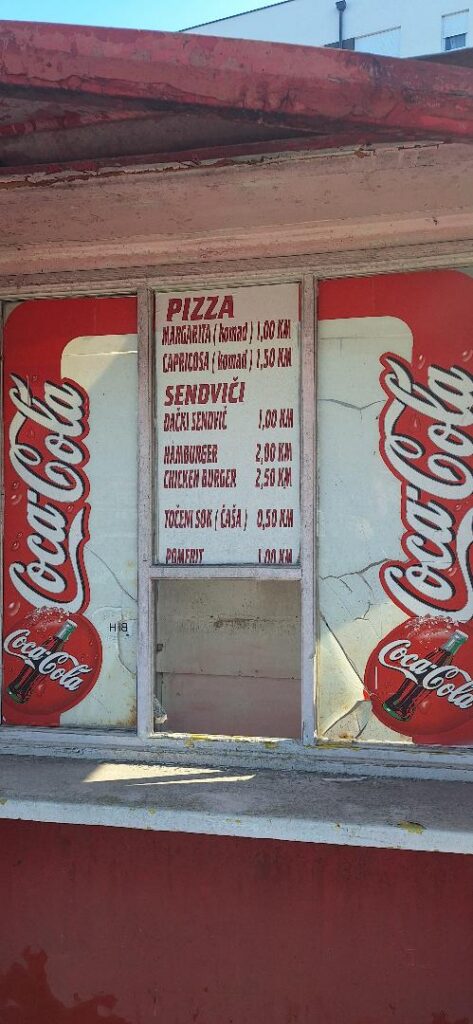 PIZZA
MARGARITA ( komad ) 1,00 KM
CAPRICOSA ( komad ) 1,50 KM
SENDVIČI
ĐAČKI SENDVIČ 1,00 KM
HAMBURGER 2,00 KM
CHICKEN BURGER 2,50 KM
TOČENI SOK ( ČAŠA ) 0,50 KM
POMFRIT 1,00 KM
Coca-Cola
Coca-Cola
Coca-Cola
Coca-Cola
BIH